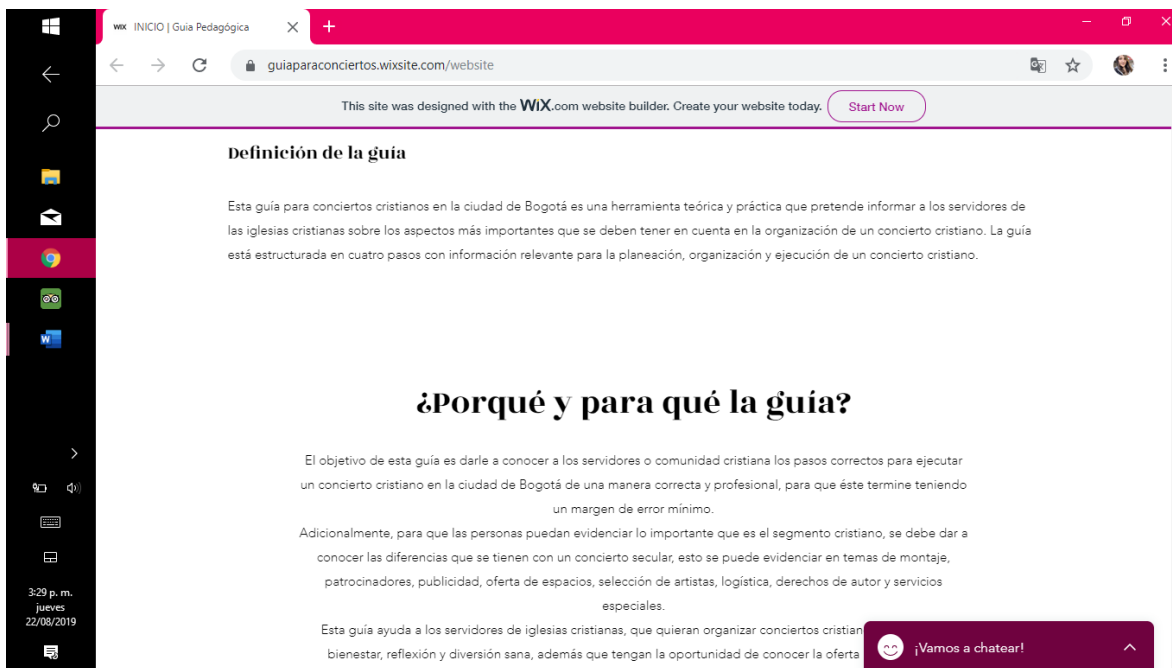 WIX INICIO | Guia Pedagógica
guiaparaconciertos.wixsite.com/website
This site was designed with the WiX.com website builder. Create your website today. Start Now
Definición de la guía
Esta guía para conciertos cristianos en la ciudad de Bogotá es una herramienta teórica y práctica que pretende informar a los servidores de
las iglesias cristianas sobre los aspectos más importantes que se deben tener en cuenta en la organización de un concierto cristiano. La guía
está estructurada en cuatro pasos con información relevante para la planeación, organización y ejecución de un concierto cristiano.
¿Porqué y para qué la guía?
El objetivo de esta guía es darle a conocer a los servidores o comunidad cristiana los pasos correctos para ejecutar
un concierto cristiano en la ciudad de Bogotá de una manera correcta y profesional, para que éste termine teniendo
un margen de error mínimo.
Adicionalmente, para que las personas puedan evidenciar lo importante que es el segmento cristiano, se debe dar a
conocer las diferencias que se tienen con un concierto secular, esto se puede evidenciar en temas de montaje,
patrocinadores, publicidad, oferta de espacios, selección de artistas, logística, derechos de autor y servicios
especiales.
Esta guía ayuda a los servidores de iglesias cristianas, que quieran organizar conciertos cristian
bienestar, reflexión y diversión sana, además que tengan la oportunidad de conocer la oferta
¡Vamos a chatear!
W
3:29 p. m.
jueves
22/08/2019